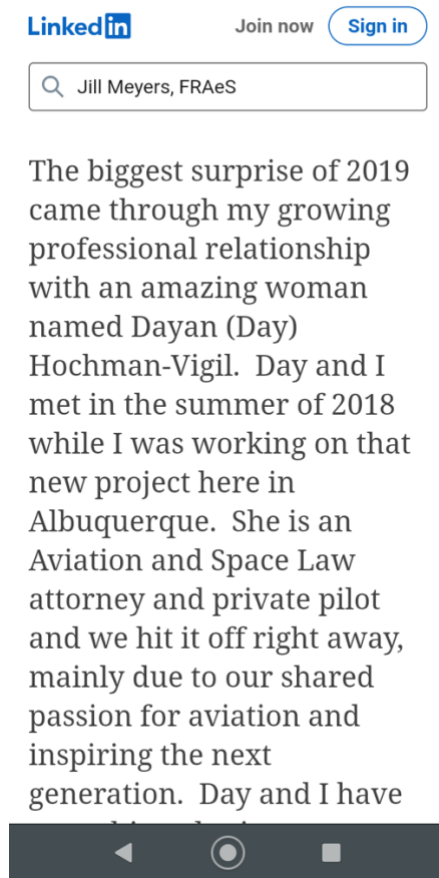 LinkedIn Join now Sign in
Jill Meyers, FRAeS
The biggest surprise of 2019
came through my growing
professional relationship
with an amazing woman
named Dayan (Day)
Hochman-Vigil.  Day and I
met in the summer of 2018
while I was working on that
new project here in
Albuquerque.  She is an
Aviation and Space Law
attorney and private pilot
and we hit it off right away,
mainly due to our shared
passion for aviation and
inspiring the next
generation.  Day and I have